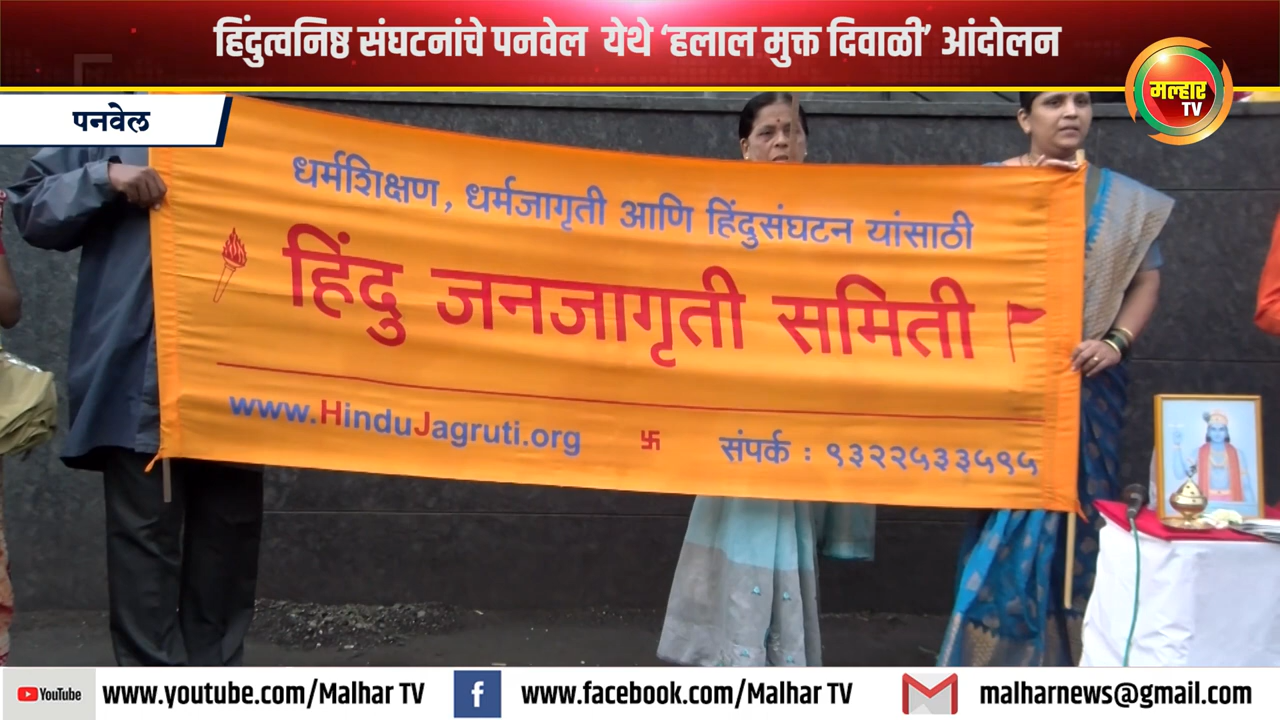 हिंदुत्वनिष्ठ संघटनांचे पनवेल येथे ‘हलाल मुक्त दिवाळी’ आंदोलन
मल्हार
TV
पनवेल
धर्मशिक्षण, धर्मजागृती आणि हिंदुसंघटन यांसाठी
हिंदु जनजागृती समिती
www.HinduJagruti.org 卐 संपर्क : ९३२२५३३५९५
YouTube www.youtube.com/Malhar TV f www.facebook.com/Malhar TV malharnews@gmail.com